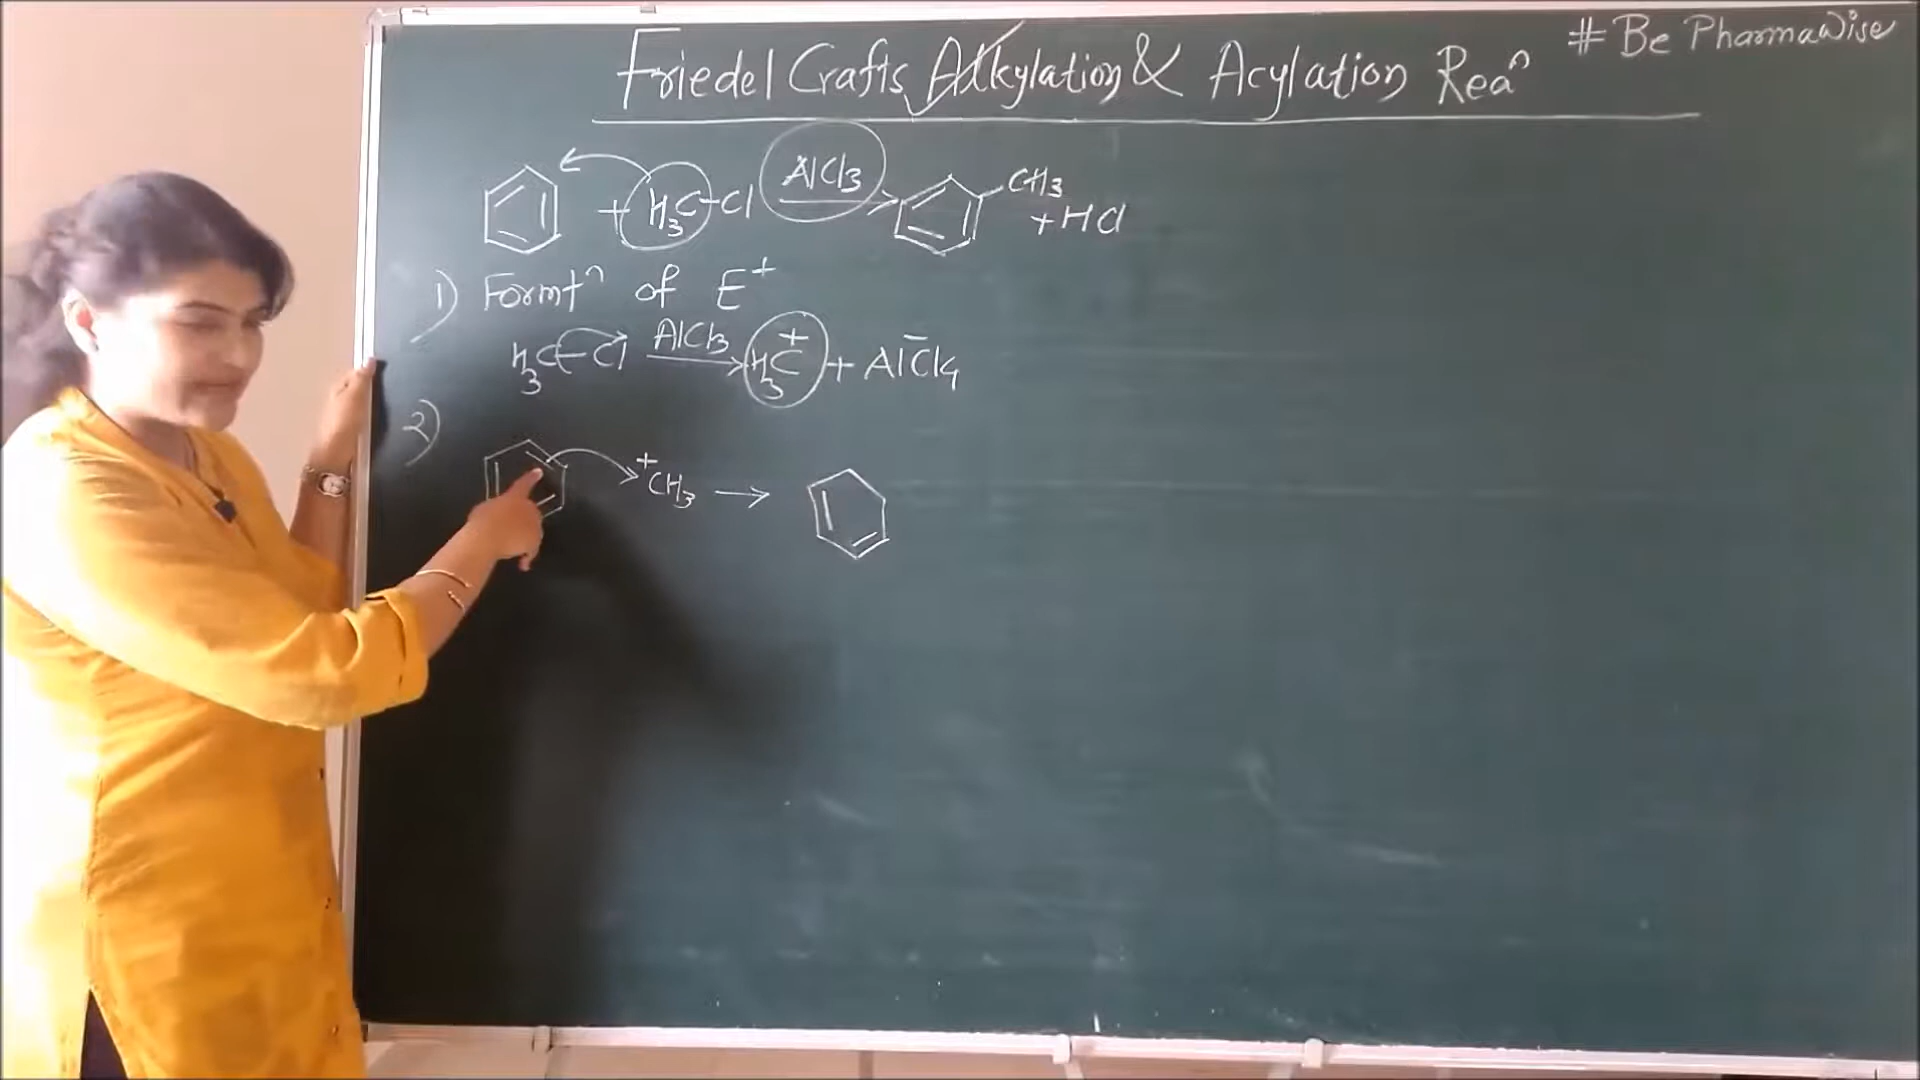 # Be PharmaWise
Friedel Crafts Alkylation & Acylation Reaⁿ
+ H₃C-Cl AlCl₃ CH₃
+ HCl
1) Formtⁿ of E⁺
H₃C-Cl AlCl₃ H₃C⁺ + AlCl₄⁻
2)
⁺CH₃